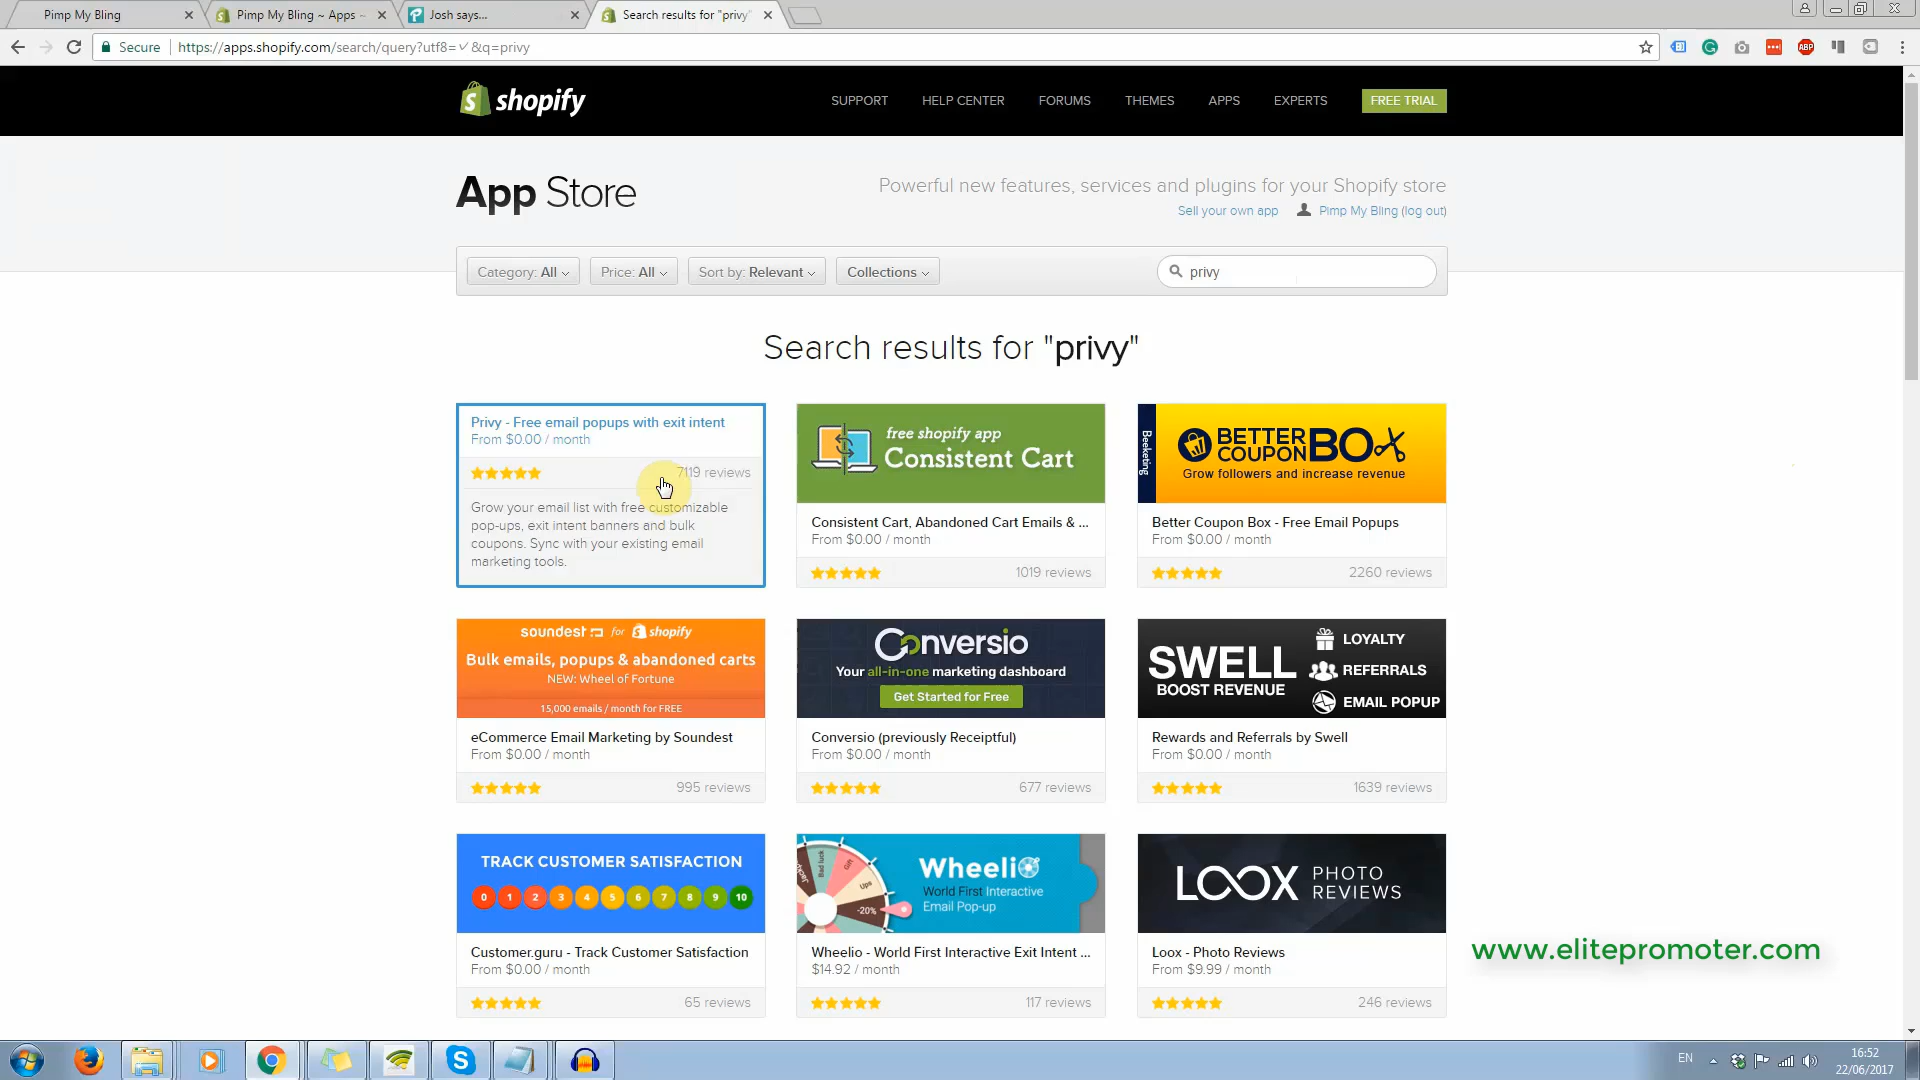 Pimp My Bling
Pimp My Bling ~ Apps ~
Josh says...
Search results for "privy"
Secure
https://apps.shopify.com/search/query?utf8=✓&q=privy
shopify
SUPPORT
HELP CENTER
FORUMS
THEMES
APPS
EXPERTS
FREE TRIAL
App Store
Powerful new features, services and plugins for your Shopify store
Sell your own app
Pimp My Bling (log out)
Category: All
Price: All
Sort by: Relevant
Collections
privy
Search results for "privy"
Privy - Free email popups with exit intent
From $0.00 / month
7119 reviews
Grow your email list with free customizable
pop-ups, exit intent banners and bulk
coupons. Sync with your existing email
marketing tools.
free shopify app
Consistent Cart
Consistent Cart, Abandoned Cart Emails & ...
From $0.00 / month
1019 reviews
Beeketing
BETTER
COUPON BOX
Grow followers and increase revenue
Better Coupon Box - Free Email Popups
From $0.00 / month
2260 reviews
soundest for shopify
Bulk emails, popups & abandoned carts
NEW: Wheel of Fortune
15,000 emails / month for FREE
eCommerce Email Marketing by Soundest
From $0.00 / month
995 reviews
Conversio
Your all-in-one marketing dashboard
Get Started for Free
Conversio (previously Receiptful)
From $0.00 / month
677 reviews
SWELL
BOOST REVENUE
LOYALTY
REFERRALS
EMAIL POPUP
Rewards and Referrals by Swell
From $0.00 / month
1639 reviews
TRACK CUSTOMER SATISFACTION
0 1 2 3 4 5 6 7 8 9 10
Customer.guru - Track Customer Satisfaction
From $0.00 / month
65 reviews
Bad luck
Gift
Ups
-20%
Wheelio
World First Interactive
Email Pop-up
Wheelio - World First Interactive Exit Intent ...
$14.92 / month
117 reviews
LOOX PHOTO
REVIEWS
Loox - Photo Reviews
From $9.99 / month
246 reviews
www.elitepromoter.com
EN
16:52
22/06/2017